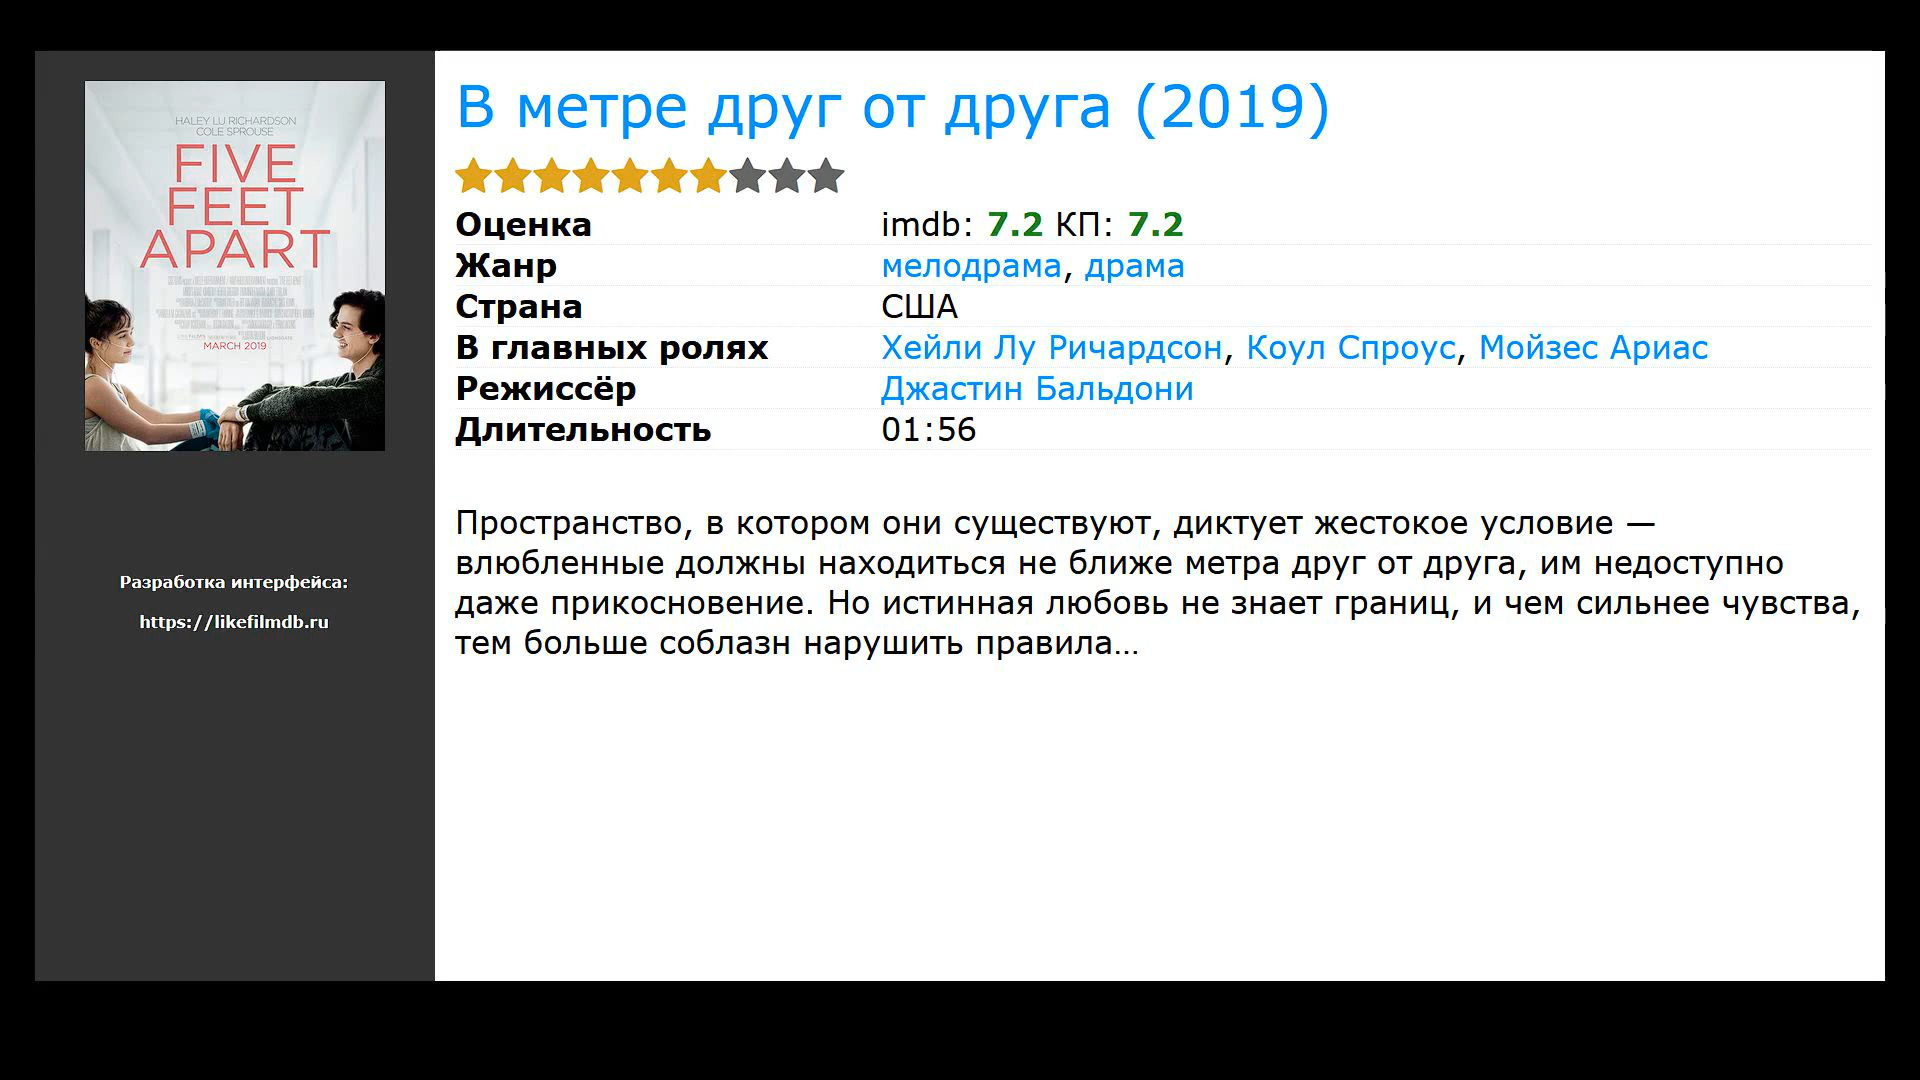 HALEY LU RICHARDSON
COLE SPROUSE
FIVE
FEET
APART
MARCH 2019
Разработка интерфейса:
https://likefilmdb.ru
В метре друг от друга (2019)
Оценка imdb: 7.2 КП: 7.2
Жанр мелодрама, драма
Страна США
В главных ролях Хейли Лу Ричардсон, Коул Спроус, Мойзес Ариас
Режиссёр Джастин Бальдони
Длительность 01:56
Пространство, в котором они существуют, диктует жестокое условие —
влюбленные должны находиться не ближе метра друг от друга, им недоступно
даже прикосновение. Но истинная любовь не знает границ, и чем сильнее чувства,
тем больше соблазн нарушить правила…